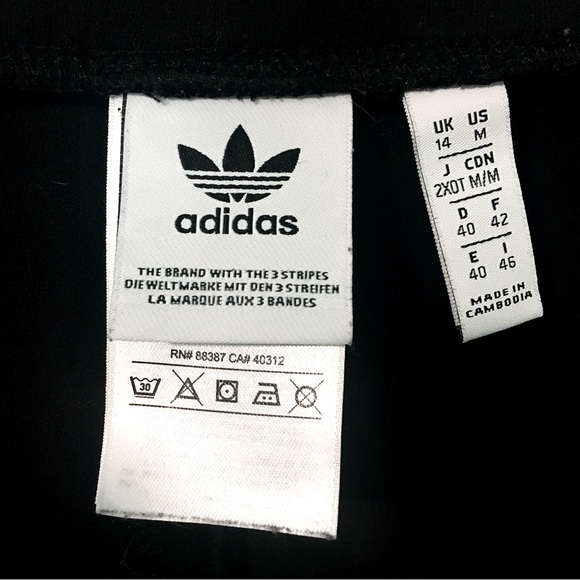 adidas
THE BRAND WITH THE 3 STRIPES
DIE WELTMARKE MIT DEN 3 STREIFEN
LA MARQUE AUX 3 BANDES
RN# 88387 CA# 40312
30
UK US
14 M
J CDN
2XOT M/M
D F
40 42
E I
40 46
MADE IN
CAMBODIA